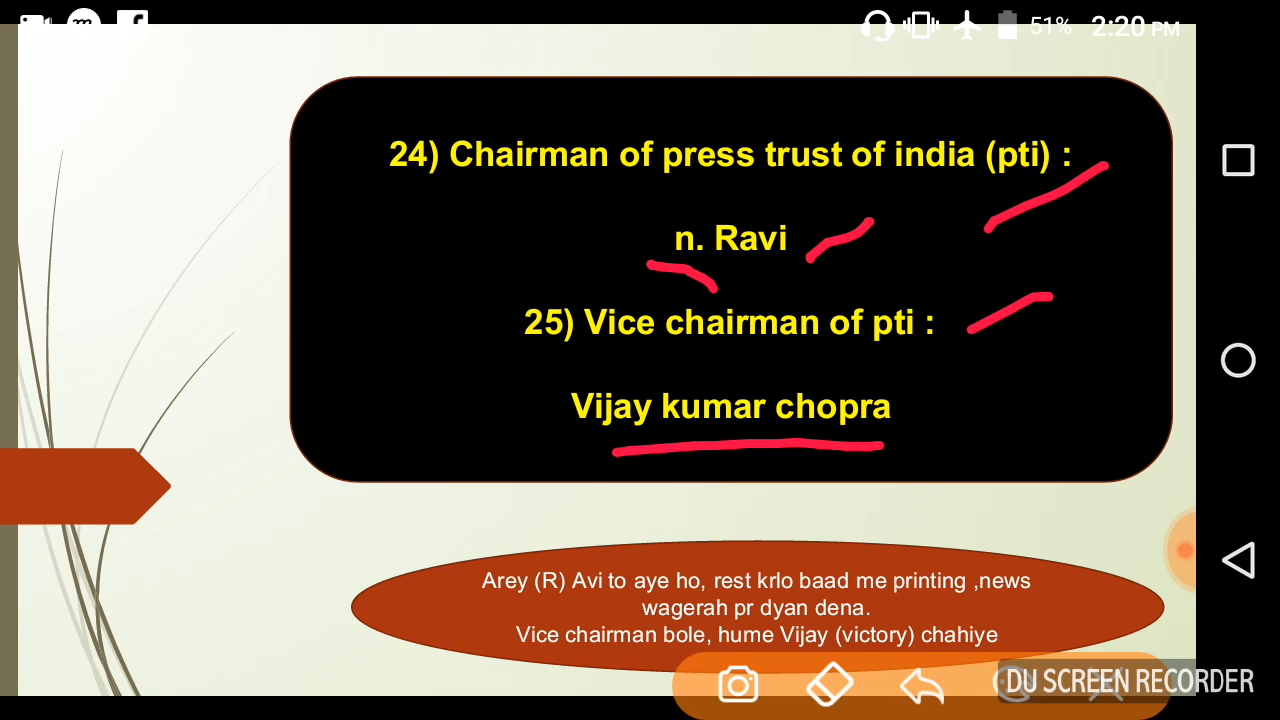 51% 2:20 PM
24) Chairman of press trust of india (pti) :
n. Ravi
25) Vice chairman of pti :
Vijay kumar chopra
Arey (R) Avi to aye ho, rest krlo baad me printing ,news
wagerah pr dyan dena.
Vice chairman bole, hume Vijay (victory) chahiye
DU SCREEN RECORDER